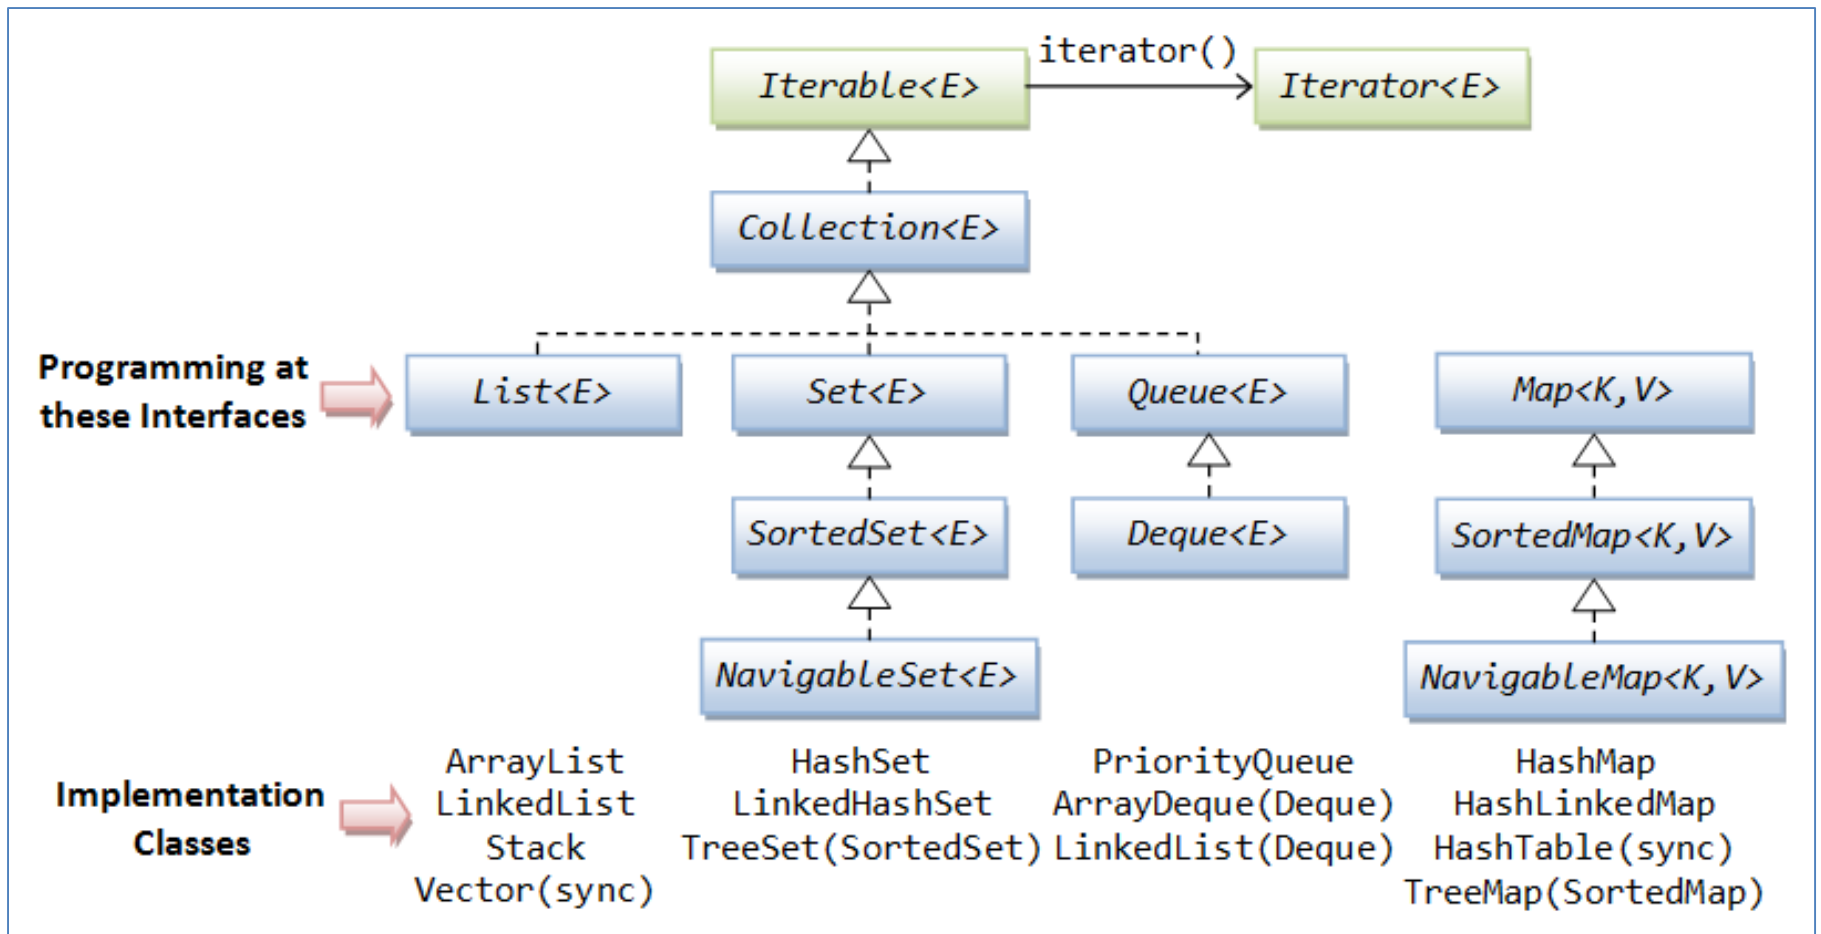 iterator()
Iterable<E>
Iterator<E>
Collection<E>
Programming at
these Interfaces
List<E>
Set<E>
Queue<E>
Map<K,V>
SortedSet<E>
Deque<E>
SortedMap<K,V>
NavigableSet<E>
NavigableMap<K,V>
Implementation
Classes
ArrayList
LinkedList
Stack
Vector(sync)
HashSet
LinkedHashSet
TreeSet(SortedSet)
PriorityQueue
ArrayDeque(Deque)
LinkedList(Deque)
HashMap
HashLinkedMap
HashTable(sync)
TreeMap(SortedMap)